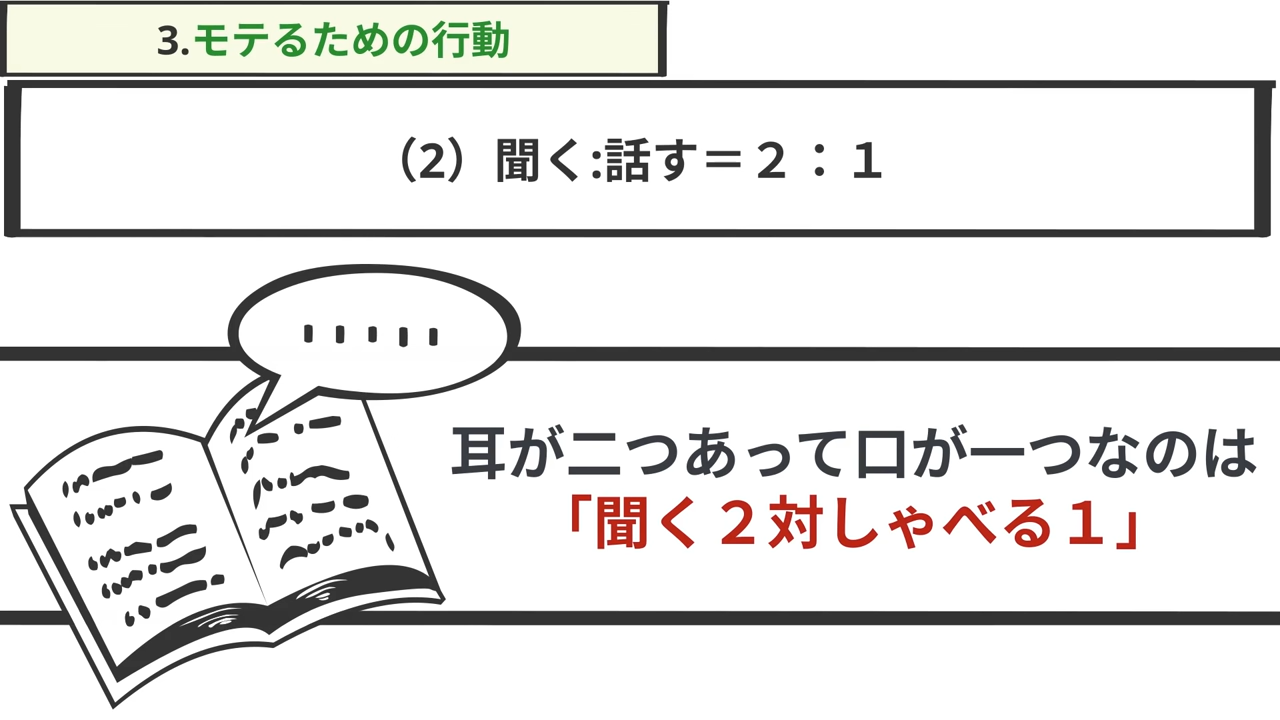 3.モテるための行動
（2）聞く:話す＝２：１
耳が二つあって口が一つなのは
「聞く２対しゃべる１」